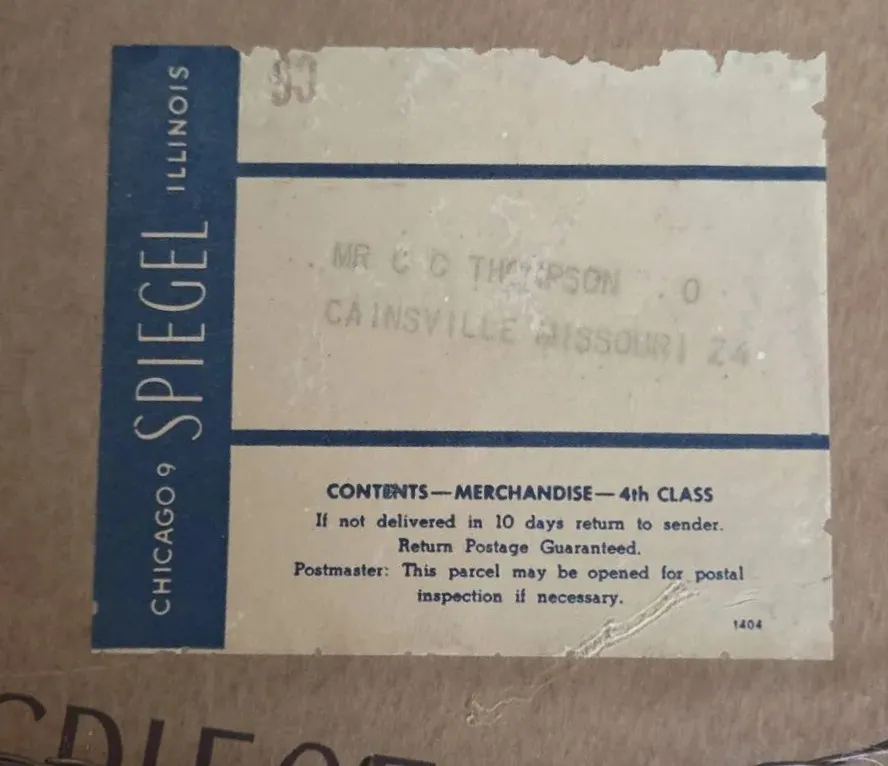 CHICAGO 9 SPIEGEL ILLINOIS
93
MR C C THOMPSON . O
CAINSVILLE MISSOURI 24
CONTENTS—MERCHANDISE—4th CLASS
If not delivered in 10 days return to sender.
Return Postage Guaranteed.
Postmaster: This parcel may be opened for postal
inspection if necessary.
1404
SPIEGE